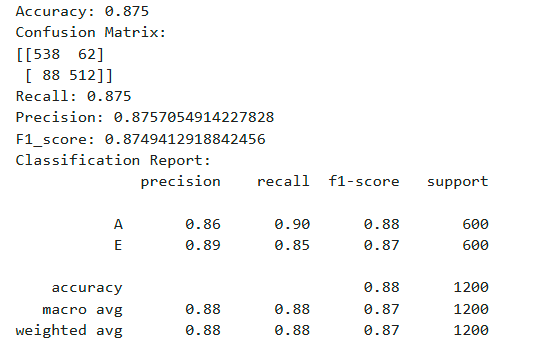 Accuracy: 0.875
Confusion Matrix:
[[538  62]
 [ 88 512]]
Recall: 0.875
Precision: 0.8757054914227828
F1_score: 0.8749412918842456
Classification Report:
              precision    recall  f1-score   support

           A       0.86      0.90      0.88       600
           E       0.89      0.85      0.87       600

    accuracy                           0.88      1200
   macro avg       0.88      0.88      0.87      1200
weighted avg       0.88      0.88      0.87      1200